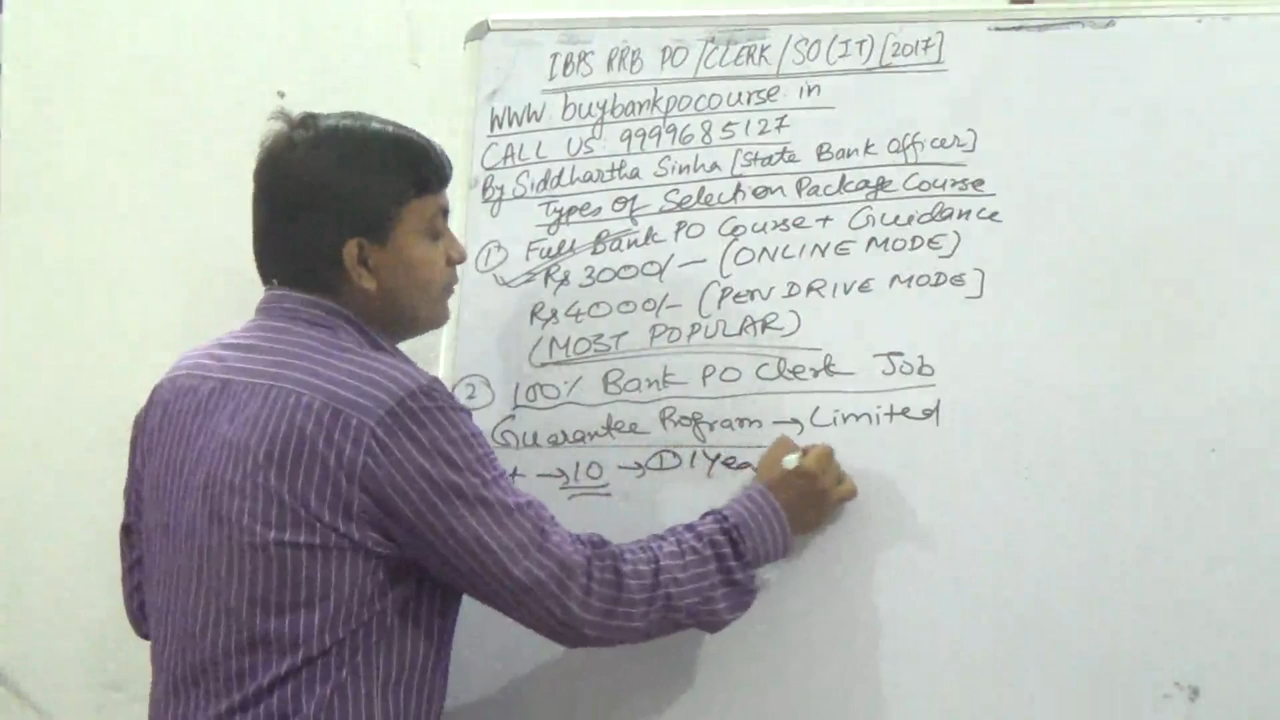 IBPS RRB PO/CLERK/SO(IT)[2017]
WWW.buybankpocourse.in
CALL US: 9999685127
By Siddhartha Sinha [State Bank Officer]
Types Of Selection Package Course
① Full Bank PO Course + Guidance
Rs 3000/- (ONLINE MODE)
Rs 4000/- (PEN DRIVE MODE]
(MOST POPULAR)
② 100% Bank PO Clerk Job
Guarantee Program → Limited
→ 10 → ① 1 Yea